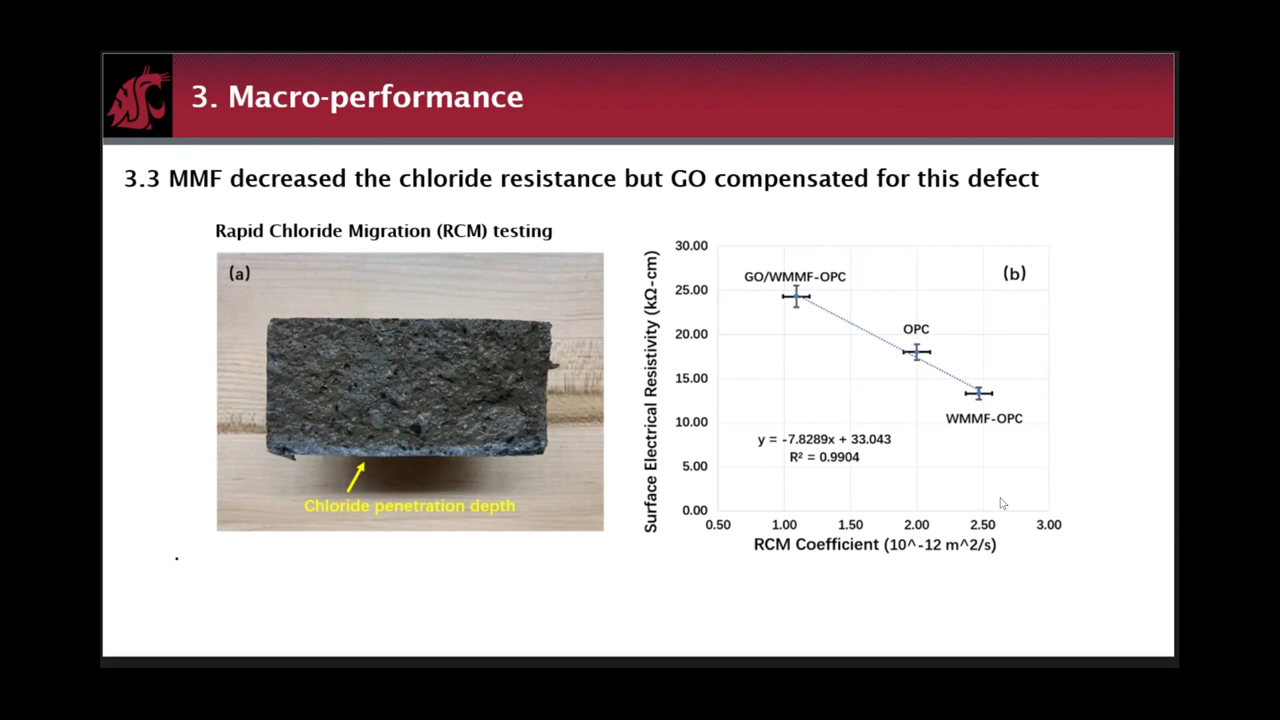 3. Macro-performance
3.3 MMF decreased the chloride resistance but GO compensated for this defect
Rapid Chloride Migration (RCM) testing
(a)
Chloride penetration depth
(b)
Surface Electrical Resistivity (kΩ-cm)
30.00
25.00
20.00
15.00
10.00
5.00
0.00
GO/WMMF-OPC
OPC
WMMF-OPC
y = -7.8289x + 33.043
R² = 0.9904
0.50 1.00 1.50 2.00 2.50 3.00
RCM Coefficient (10^-12 m^2/s)
.